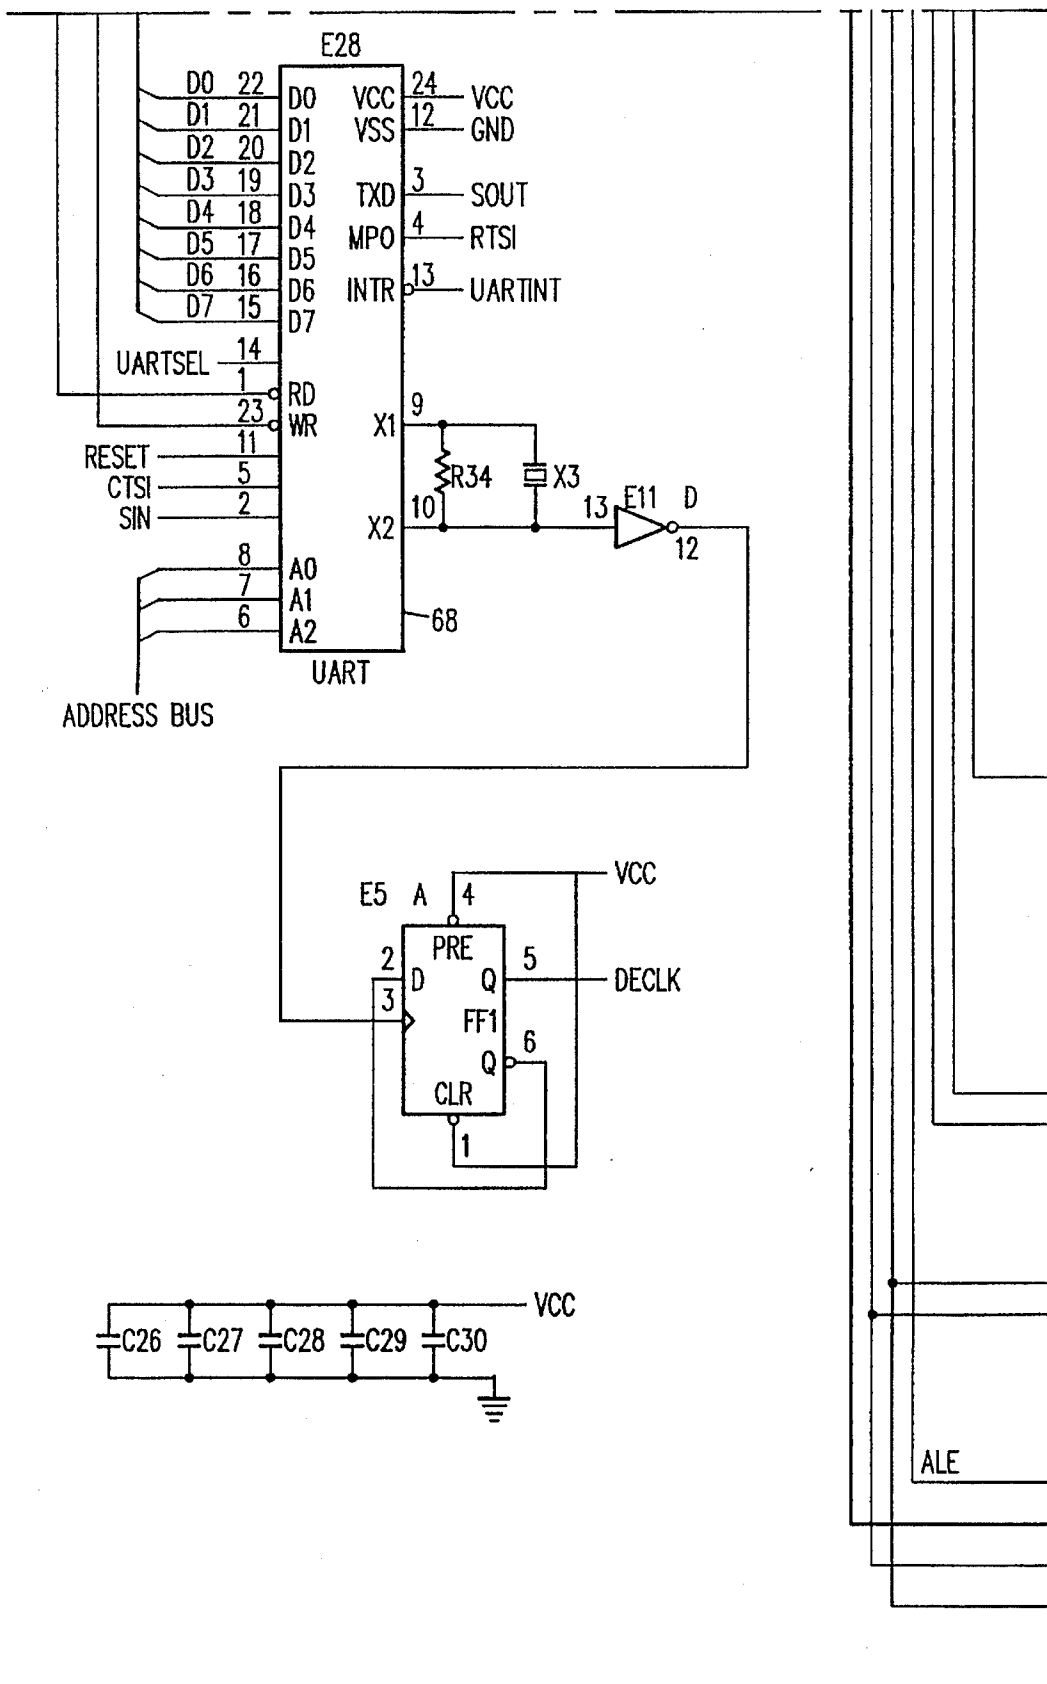 E28
D0 22 D0 VCC 24 VCC
D1 21 D1 VSS 12 GND
D2 20 D2
D3 19 D3 TXD 3 SOUT
D4 18 D4 MPO 4 RTSI
D5 17 D5
D6 16 D6 INTR 13 UARTINT
D7 15 D7
UARTSEL 14
1 RD
23 WR X1 9
RESET 11
CTSI 5 R34 X3
SIN 2 X2 10 13 E11 D 12
8 A0
7 A1
6 A2 68
UART
ADDRESS BUS
VCC
E5 A 4
PRE
2 D Q 5 DECLK
3 FF1
Q 6
CLR
1
VCC
C26 C27 C28 C29 C30
ALE